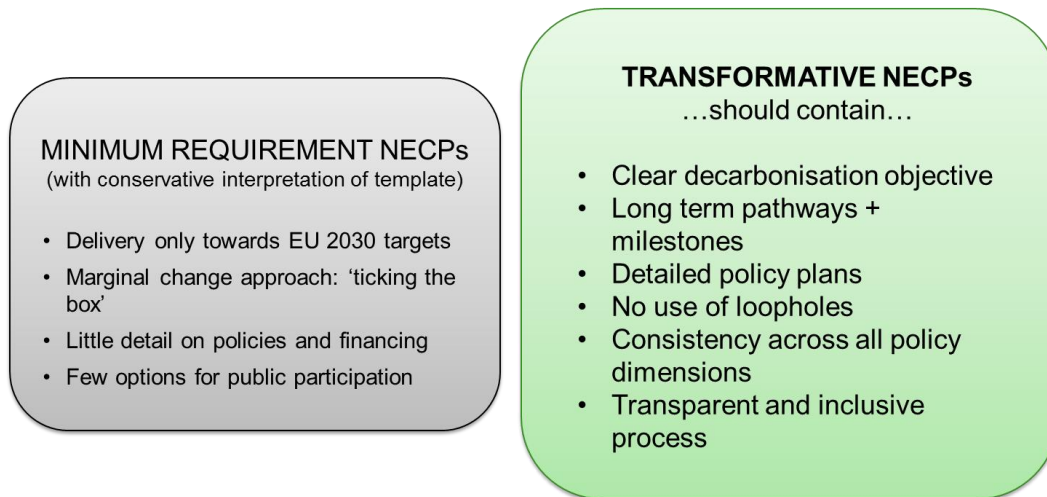 MINIMUM REQUIREMENT NECPs
(with conservative interpretation of template)
• Delivery only towards EU 2030 targets
• Marginal change approach: ‘ticking the
box’
• Little detail on policies and financing
• Few options for public participation
TRANSFORMATIVE NECPs
…should contain…
• Clear decarbonisation objective
• Long term pathways +
milestones
• Detailed policy plans
• No use of loopholes
• Consistency across all policy
dimensions
• Transparent and inclusive
process